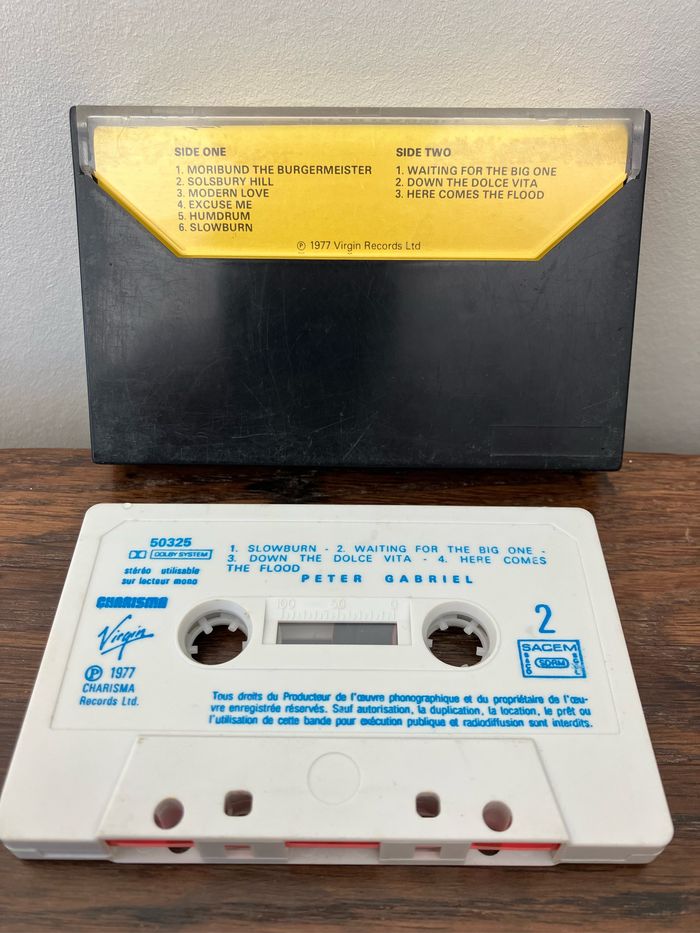 SIDE ONE
1. MORIBUND THE BURGERMEISTER
2. SOLSBURY HILL
3. MODERN LOVE
4. EXCUSE ME
5. HUMDRUM
6. SLOWBURN
SIDE TWO
1. WAITING FOR THE BIG ONE
2. DOWN THE DOLCE VITA
3. HERE COMES THE FLOOD
℗ 1977 Virgin Records Ltd
50325
DOLBY SYSTEM
stéréo utilisable
sur lecteur mono
1. SLOWBURN - 2. WAITING FOR THE BIG ONE -
3. DOWN THE DOLCE VITA - 4. HERE COMES
THE FLOOD
PETER GABRIEL
CHARISMA
Virgin
℗ 1977
CHARISMA
Records Ltd.
100 50 0
2
SACEM
SACD
SDRM
SGDL
Tous droits du Producteur de l'œuvre phonographique et du propriétaire de l'œu-
vre enregistrée réservés. Sauf autorisation, la duplication, la location, le prêt ou
l'utilisation de cette bande pour exécution publique et radiodiffusion sont interdits.